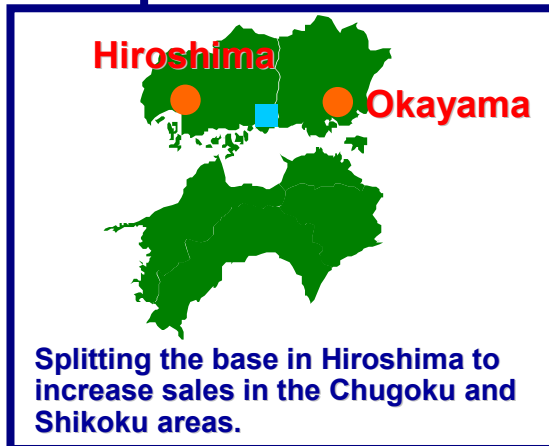 Hiroshima
Okayama
Splitting the base in Hiroshima to
increase sales in the Chugoku and
Shikoku areas.